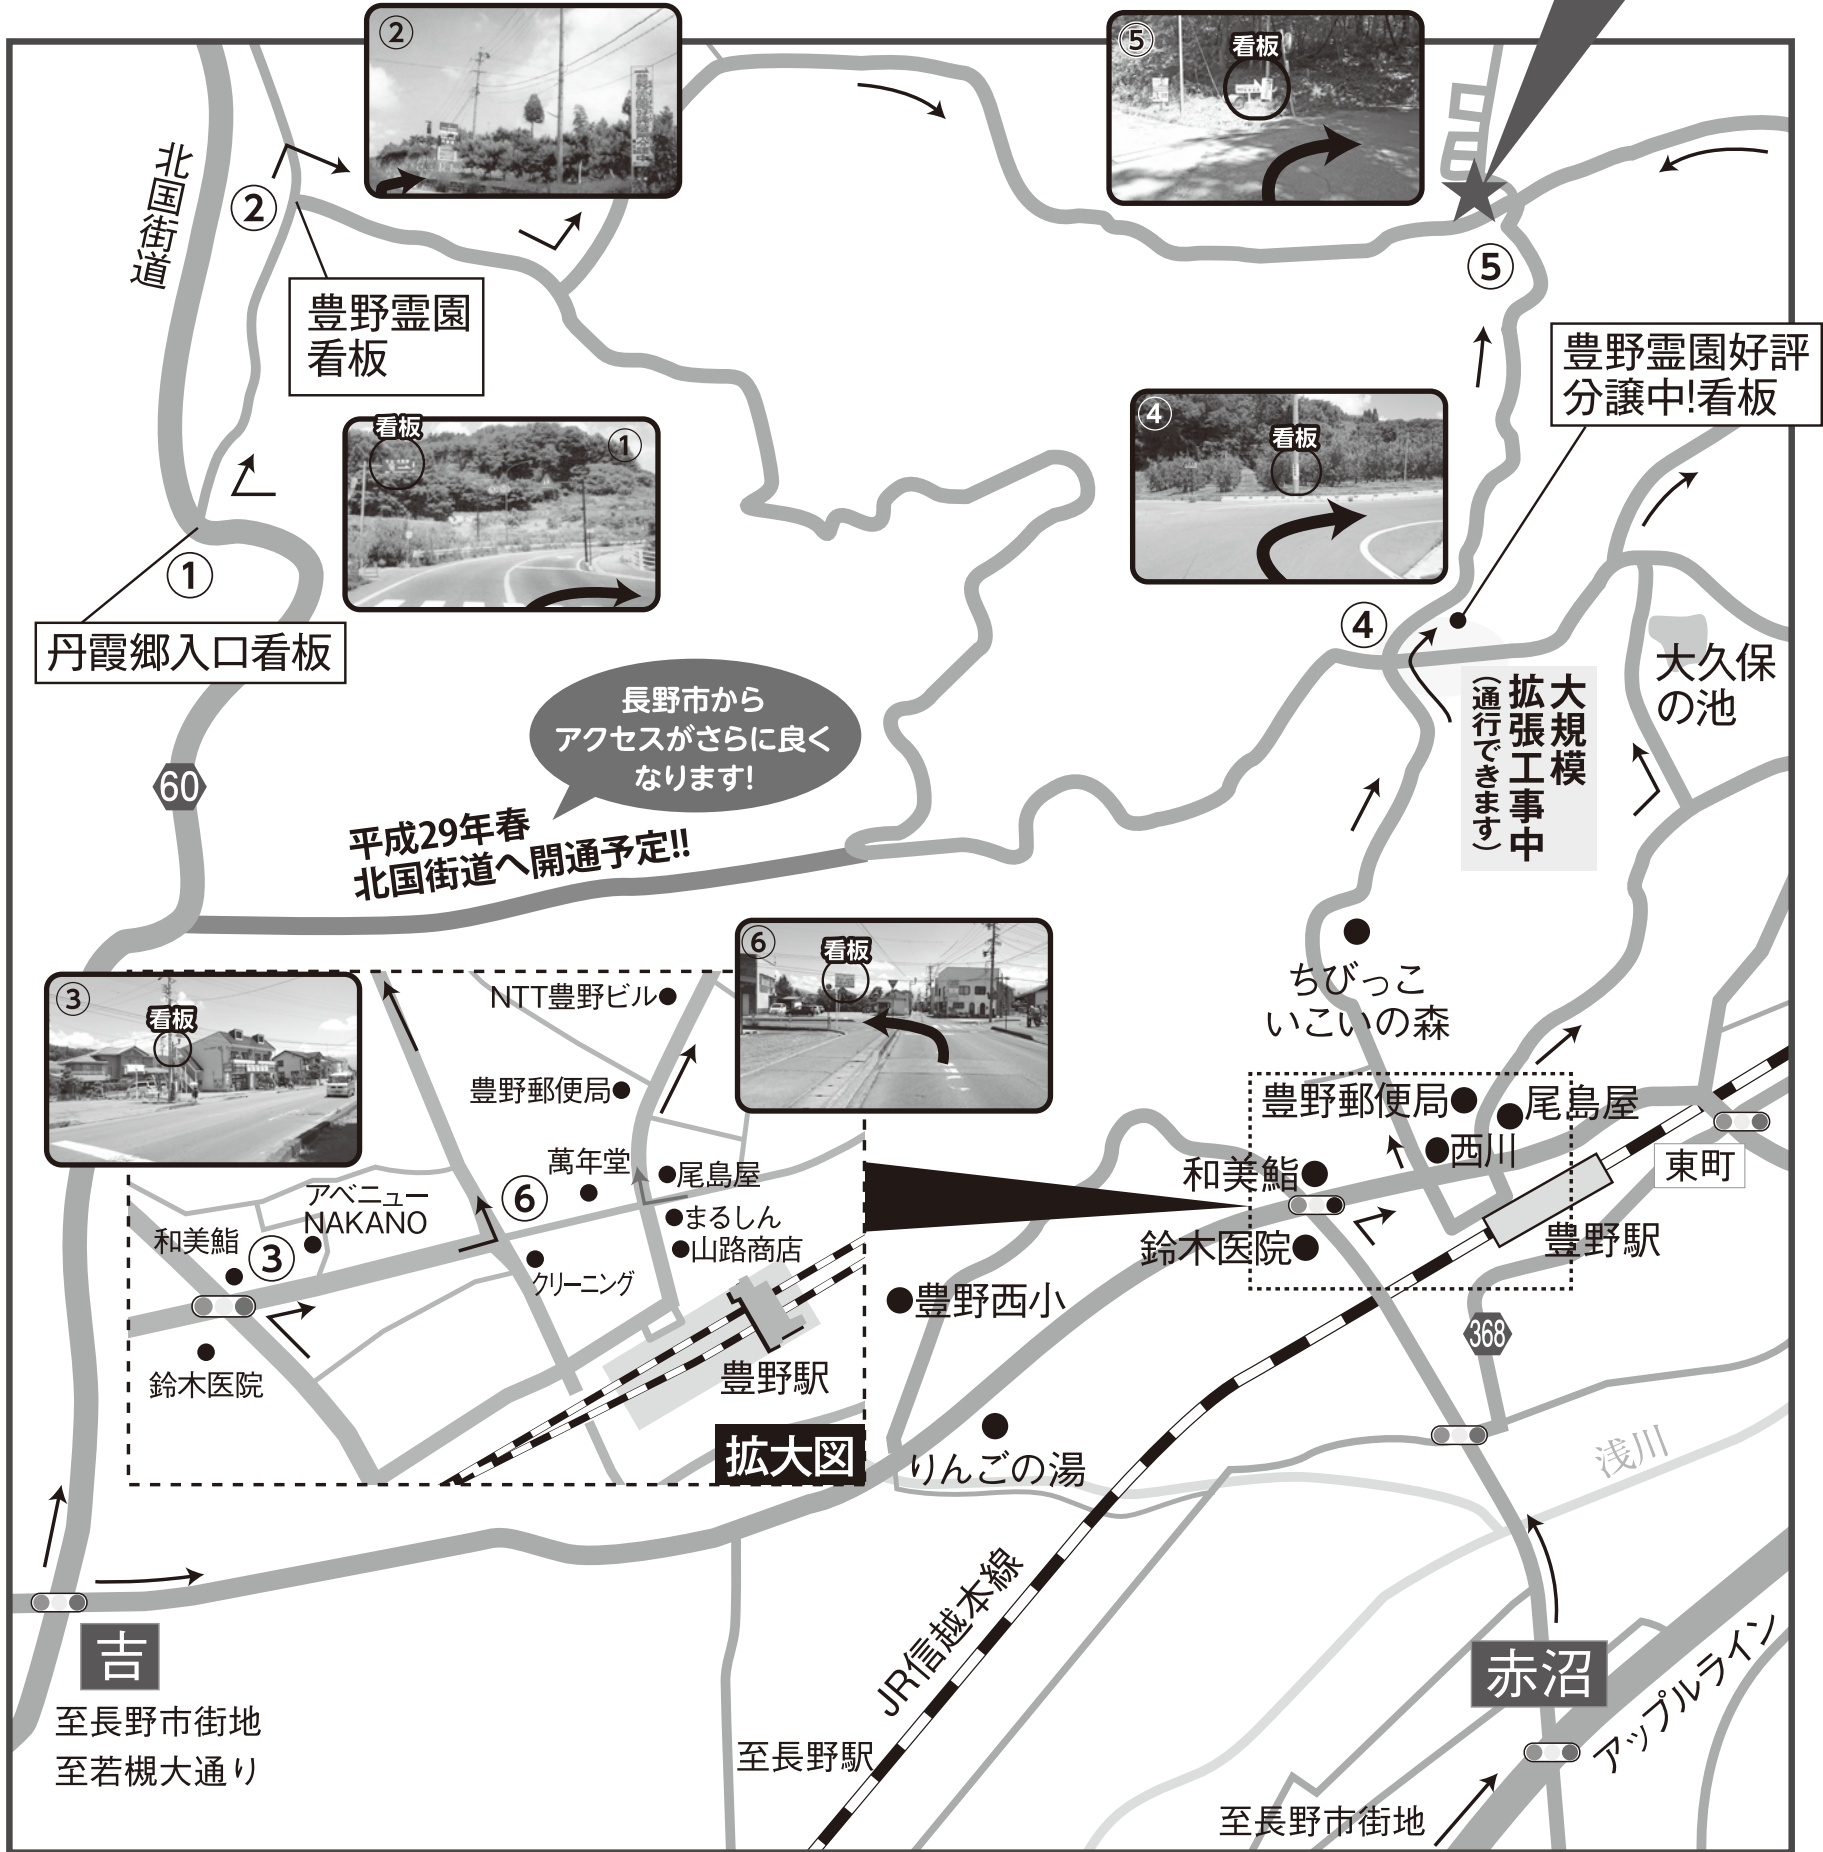 ②
⑤
看板
北国街道
②
⑤
豊野霊園
看板
豊野霊園好評
分譲中!看板
看板
①
④
看板
①
④
丹霞郷入口看板
大久保
の池
長野市から
アクセスがさらに良く
なります!
大規模
拡張工事中
(通行できます)
60
平成29年春
北国街道へ開通予定!!
⑥
看板
③
看板
NTT豊野ビル
ちびっこ
いこいの森
豊野郵便局
豊野郵便局
尾島屋
西川
萬年堂
尾島屋
和美鮨
東町
アベニュー
NAKANO
⑥
まるしん
山路商店
和美鮨
③
クリーニング
鈴木医院
豊野駅
豊野西小
368
鈴木医院
豊野駅
拡大図
りんごの湯
浅川
JR信越本線
吉
赤沼
アップルライン
至長野市街地
至若槻大通り
至長野駅
至長野市街地